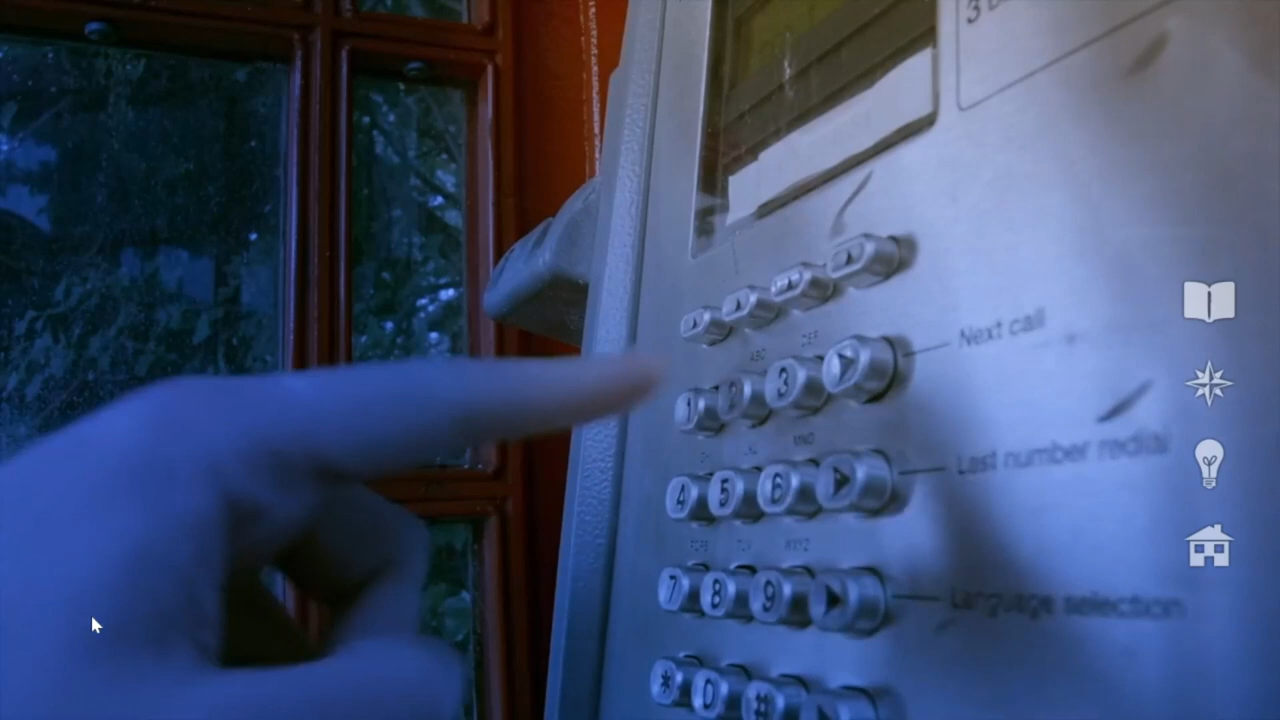 3
ABC DEF
1 2 3 Next call
MNO
4 5 6 Last number redial
TUV WXYZ
7 8 9 Language selection
* 0 #